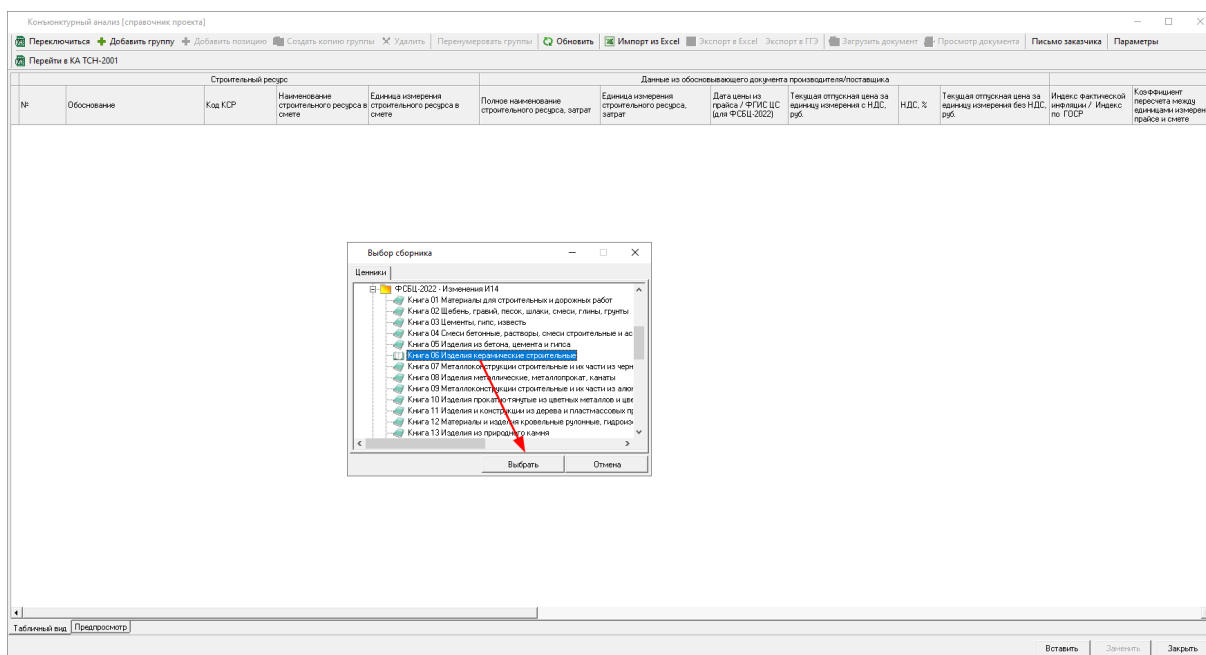 Конъюнктурный анализ [справочник проекта]
Переключиться Добавить группу Добавить позицию Создать копию группы Удалить Перенумеровать группы Обновить Импорт из Excel Экспорт в Excel Экспорт в ГГЭ Загрузить документ Просмотр документа Письмо заказчика Параметры
Перейти в КА ТСН-2001
Строительный ресурс Данные из обосновывающего документа производителя/поставщика
№ Обоснование Код КСР
Наименование строительного ресурса в смете
Единица измерения строительного ресурса в смете
Полное наименование строительного ресурса, затрат
Единица измерения строительного ресурса, затрат
Дата цены из прайса / ФГИС ЦС (для ФСБЦ-2022)
Текущая отпускная цена за единицу измерения с НДС, руб.
НДС, %
Текущая отпускная цена за единицу измерения без НДС, руб.
Индекс фактической инфляции / Индекс по ГОСР
Коэффициент пересчета между единицами измерен прайсе и смете
Выбор сборника
Ценники
ФСБЦ-2022 - Изменения И14
Книга 01 Материалы для строительных и дорожных работ
Книга 02 Щебень, гравий, песок, шлаки, смеси, глины, грунты
Книга 03 Цементы, гипс, известь
Книга 04 Смеси бетонные, растворы, смеси строительные и ас
Книга 05 Изделия из бетона, цемента и гипса
Книга 06 Изделия керамические строительные
Книга 07 Металлоконструкции строительные и их части из черн
Книга 08 Изделия металлические, металлопрокат, канаты
Книга 09 Металлоконструкции строительные и их части из алюм
Книга 10 Изделия прокатно-тянутые из цветных металлов и цве
Книга 11 Изделия и конструкции из дерева и пластмассовых п
Книга 12 Материалы и изделия кровельные рулонные, гидроиз
Книга 13 Изделия из природного камня
Выбрать Отмена
Табличный вид Предпросмотр
Вставить Заменить Закрыть